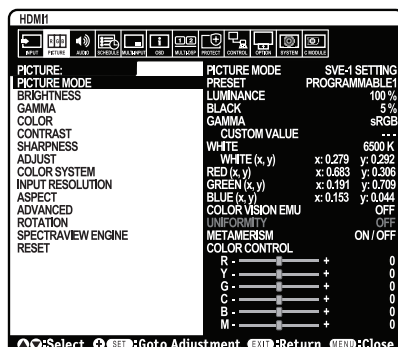 HDMI1
INPUT PICTURE AUDIO SCHEDULE MULTI-INPUT OSD MULTI-DSP PROTECT CONTROL OPTION SYSTEM C MODULE
PICTURE:
PICTURE MODE
BRIGHTNESS
GAMMA
COLOR
CONTRAST
SHARPNESS
ADJUST
COLOR SYSTEM
INPUT RESOLUTION
ASPECT
ADVANCED
ROTATION
SPECTRAVIEW ENGINE
RESET
PICTURE MODE SVE-1 SETTING
PRESET PROGRAMMABLE1
LUMINANCE 100 %
BLACK 5 %
GAMMA sRGB
CUSTOM VALUE ---
WHITE 6500 K
WHITE (x, y) x: 0.279 y: 0.292
RED (x, y) x: 0.683 y: 0.306
GREEN (x, y) x: 0.191 y: 0.709
BLUE (x, y) x: 0.153 y: 0.044
COLOR VISION EMU OFF
UNIFORMITY OFF
METAMERISM ON / OFF
COLOR CONTROL
R - + 0
Y - + 0
G - + 0
C - + 0
B - + 0
M - + 0
:Select SET :Goto Adjustment EXIT :Return MENU :Close